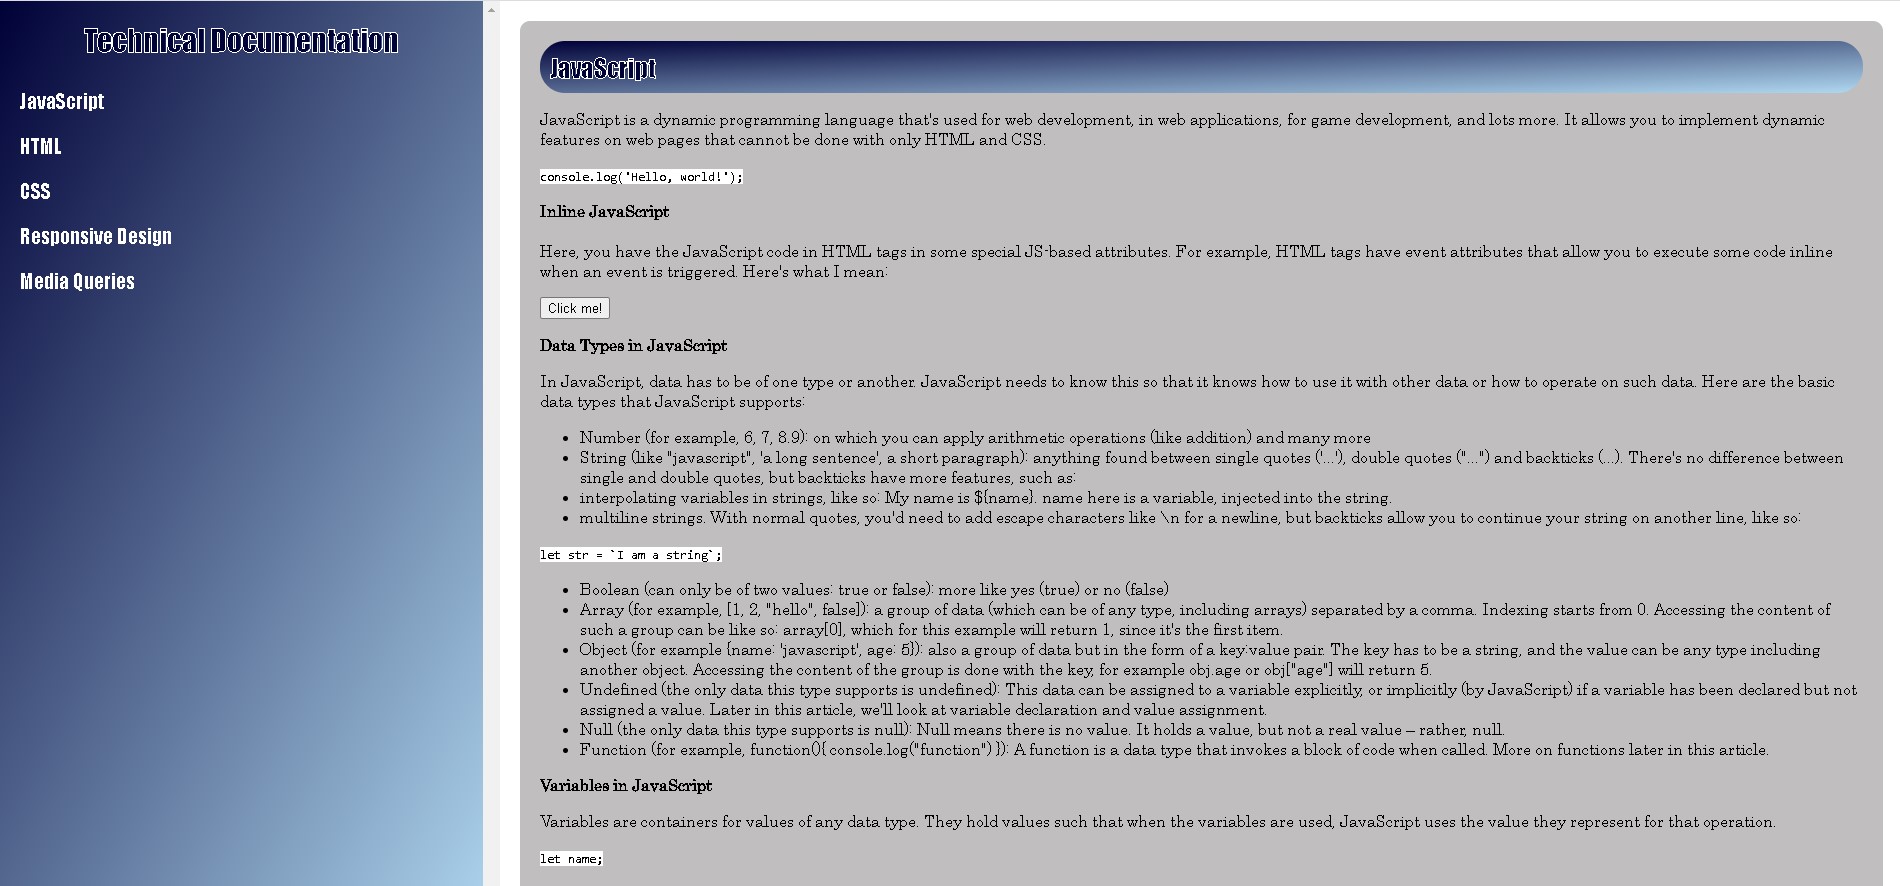 Technical Documentation
JavaScript
HTML
CSS
Responsive Design
Media Queries
JavaScript
JavaScript is a dynamic programming language that's used for web development, in web applications, for game development, and lots more. It allows you to implement dynamic
features on web pages that cannot be done with only HTML and CSS.
console.log('Hello, world!');
Inline JavaScript
Here, you have the JavaScript code in HTML tags in some special JS-based attributes. For example, HTML tags have event attributes that allow you to execute some code inline
when an event is triggered. Here's what I mean:
Click me!
Data Types in JavaScript
In JavaScript, data has to be of one type or another. JavaScript needs to know this so that it knows how to use it with other data or how to operate on such data. Here are the basic
data types that JavaScript supports:
• Number (for example, 6, 7, 8.9): on which you can apply arithmetic operations (like addition) and many more
• String (like "javascript", 'a long sentence', a short paragraph): anything found between single quotes ('...'), double quotes ("...") and backticks (...). There's no difference between
single and double quotes, but backticks have more features, such as:
• interpolating variables in strings, like so: My name is ${name}. name here is a variable, injected into the string.
• multiline strings. With normal quotes, you'd need to add escape characters like \n for a newline, but backticks allow you to continue your string on another line, like so:
let str = `I am a string`;
• Boolean (can only be of two values: true or false): more like yes (true) or no (false)
• Array (for example, [1, 2, "hello", false]): a group of data (which can be of any type, including arrays) separated by a comma. Indexing starts from 0. Accessing the content of
such a group can be like so: array[0], which for this example will return 1, since it's the first item.
• Object (for example {name: 'javascript', age: 5}): also a group of data but in the form of a key:value pair. The key has to be a string, and the value can be any type including
another object. Accessing the content of the group is done with the key, for example obj.age or obj["age"] will return 5.
• Undefined (the only data this type supports is undefined): This data can be assigned to a variable explicitly, or implicitly (by JavaScript) if a variable has been declared but not
assigned a value. Later in this article, we'll look at variable declaration and value assignment.
• Null (the only data this type supports is null): Null means there is no value. It holds a value, but not a real value – rather, null.
• Function (for example, function(){ console.log("function") }): A function is a data type that invokes a block of code when called. More on functions later in this article.
Variables in JavaScript
Variables are containers for values of any data type. They hold values such that when the variables are used, JavaScript uses the value they represent for that operation.
let name;